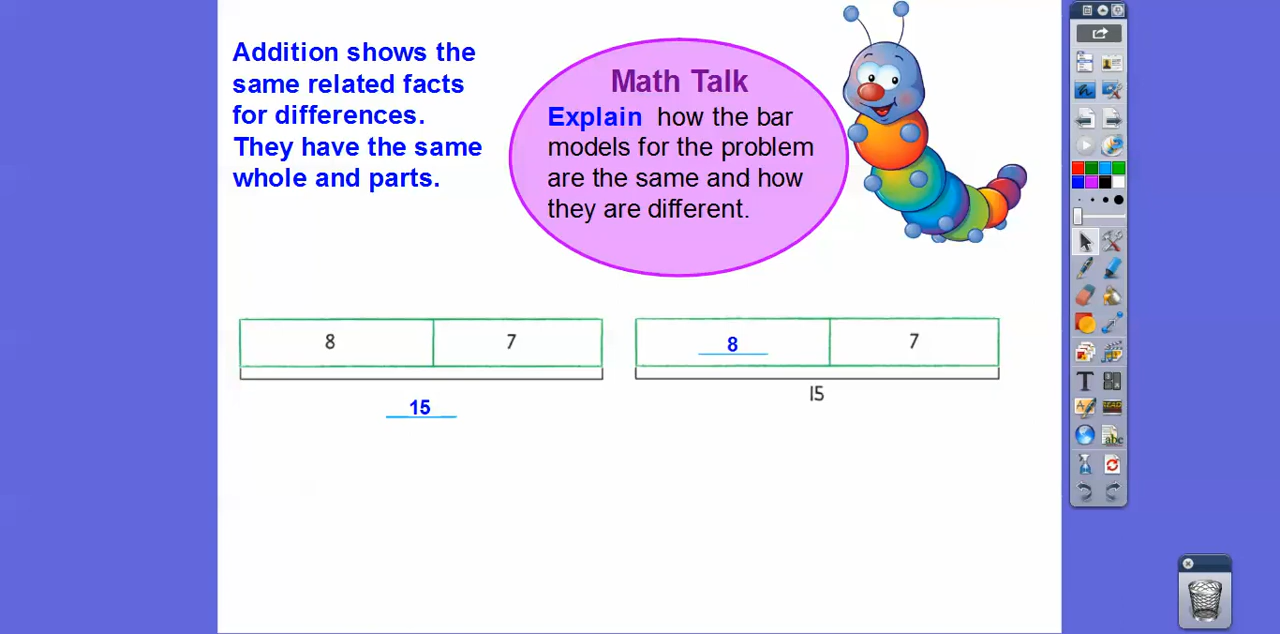 Addition shows the
same related facts
for differences.
They have the same
whole and parts.
Math Talk
Explain how the bar
models for the problem
are the same and how
they are different.
8 7
15
8 7
15